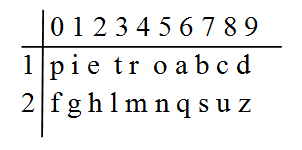 0 1 2 3 4 5 6 7 8 9
1 p i e t r o a b c d
2 f g h l m n q s u z